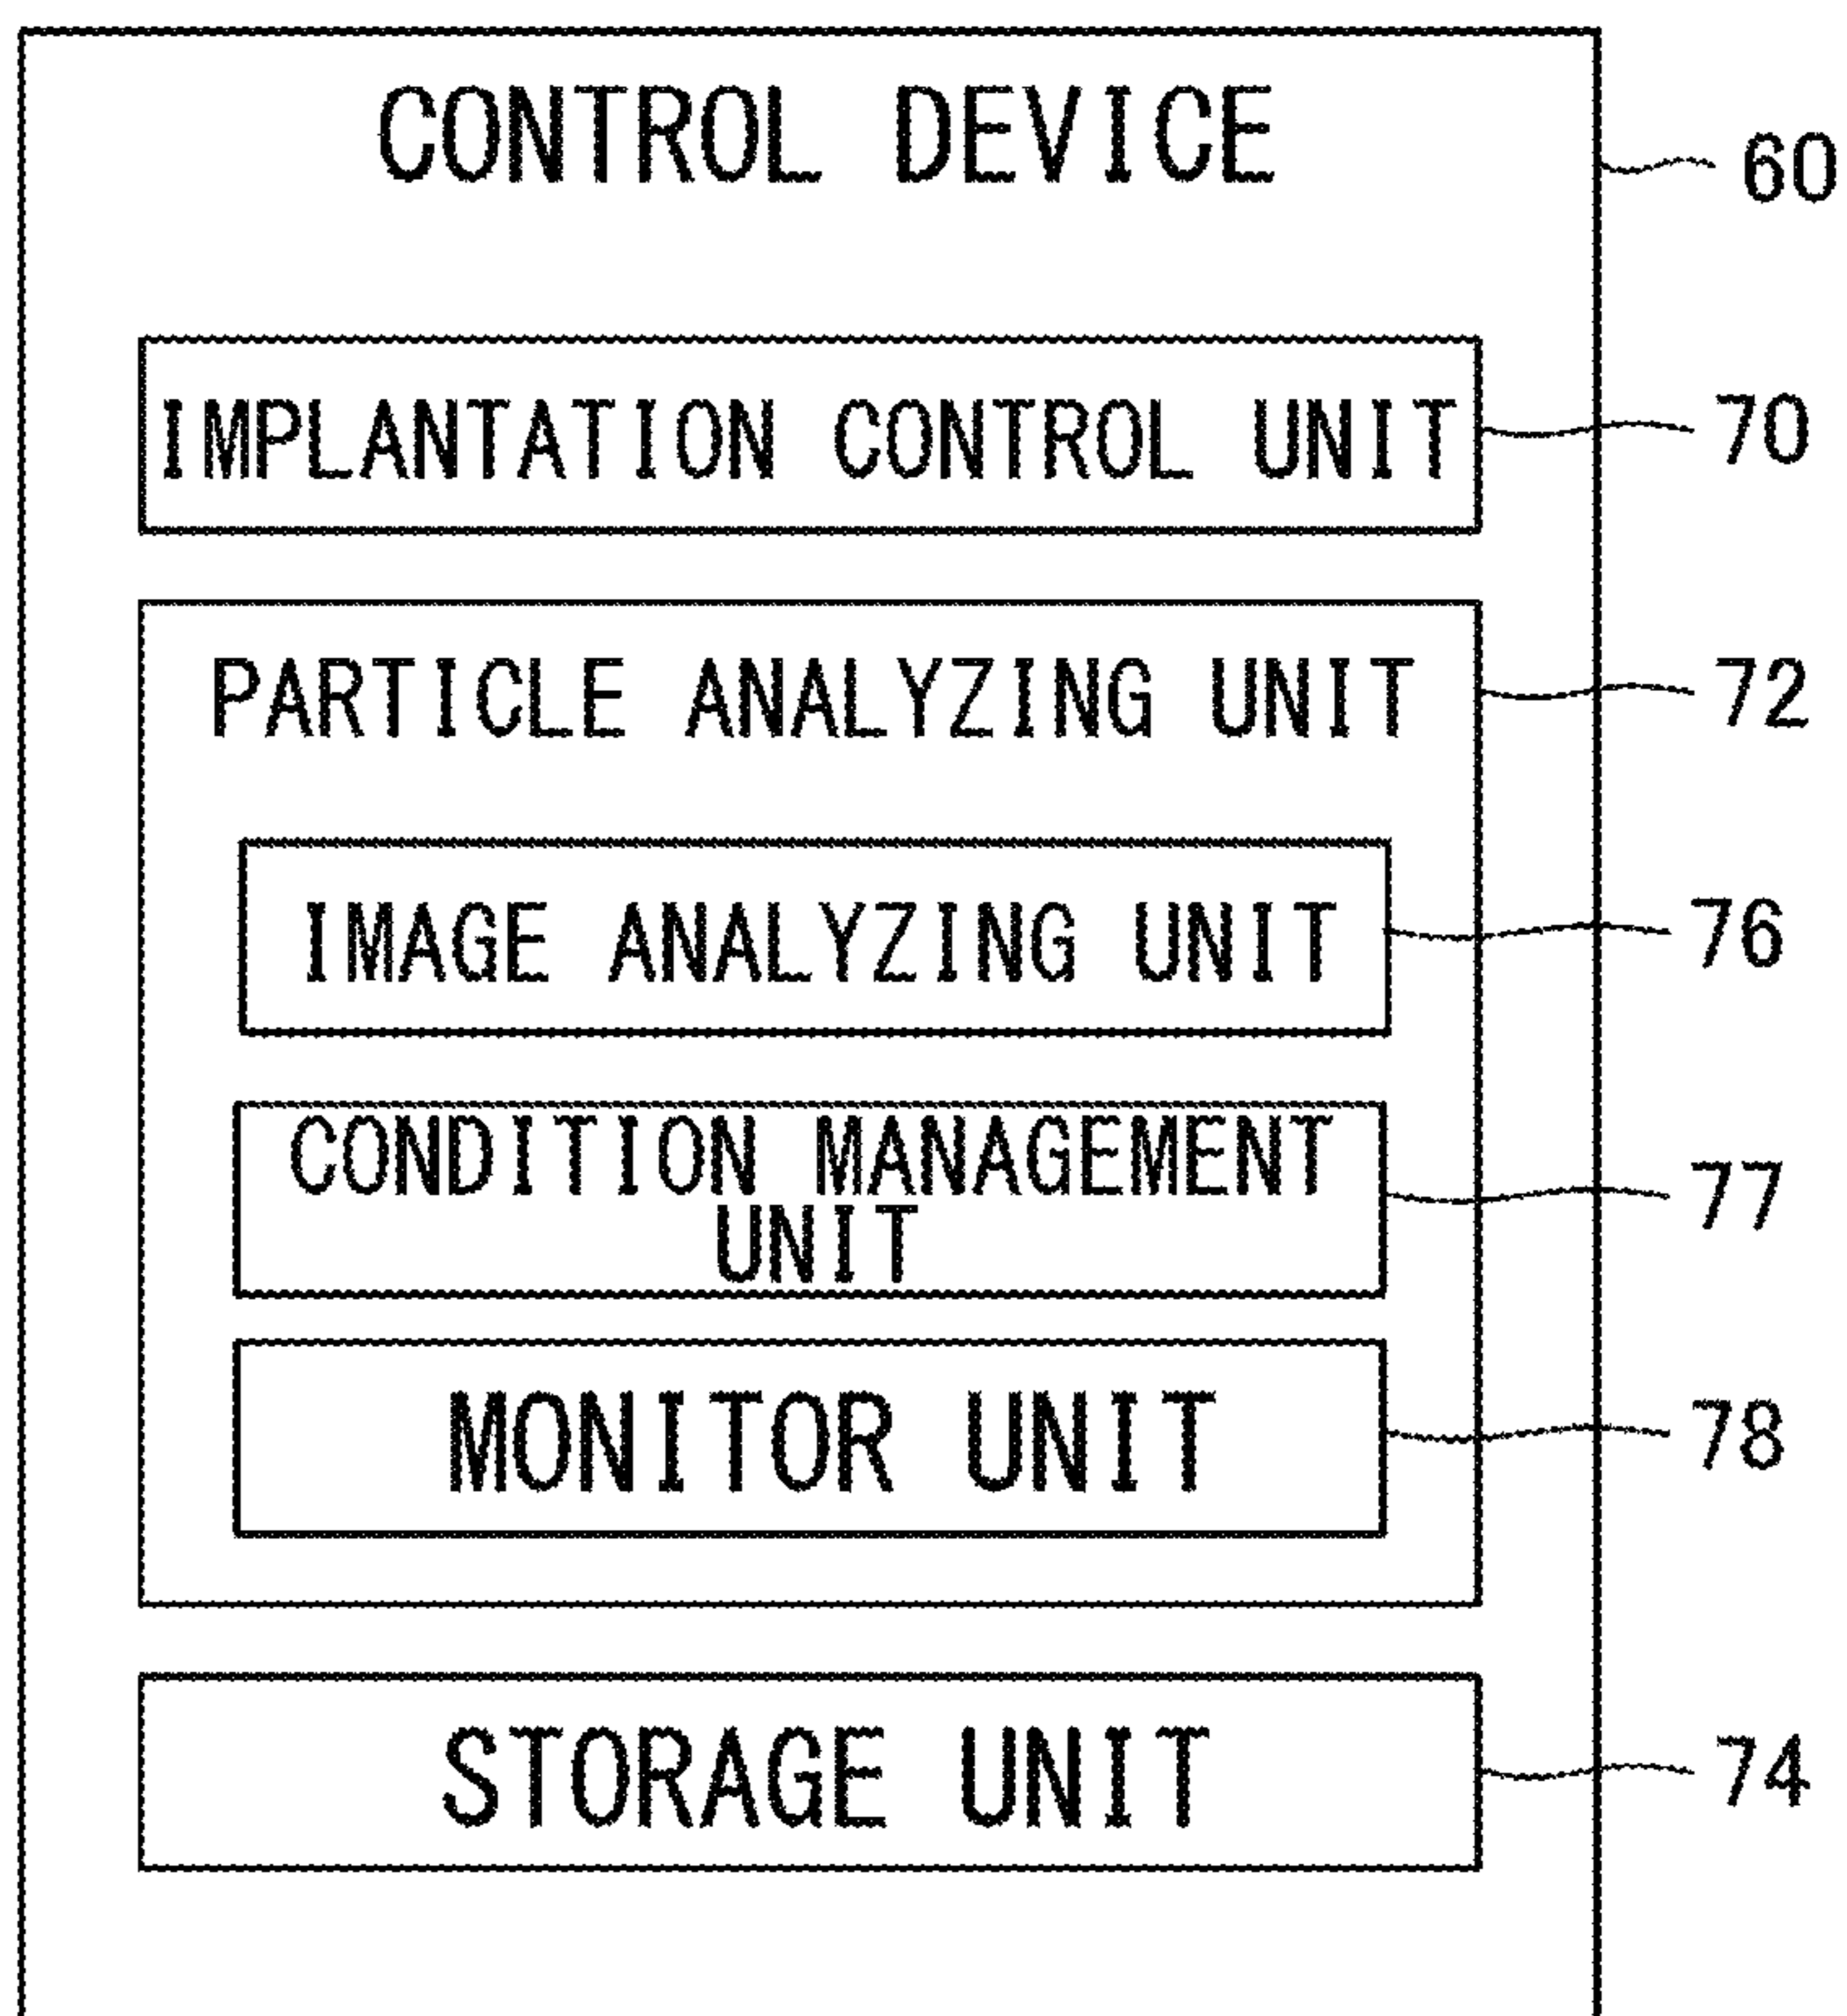 CONTROL DEVICE
60
IMPLANTATION CONTROL UNIT
70
PARTICLE ANALYZING UNIT
72
IMAGE ANALYZING UNIT
76
CONDITION MANAGEMENT
UNIT
77
MONITOR UNIT
78
STORAGE UNIT
74